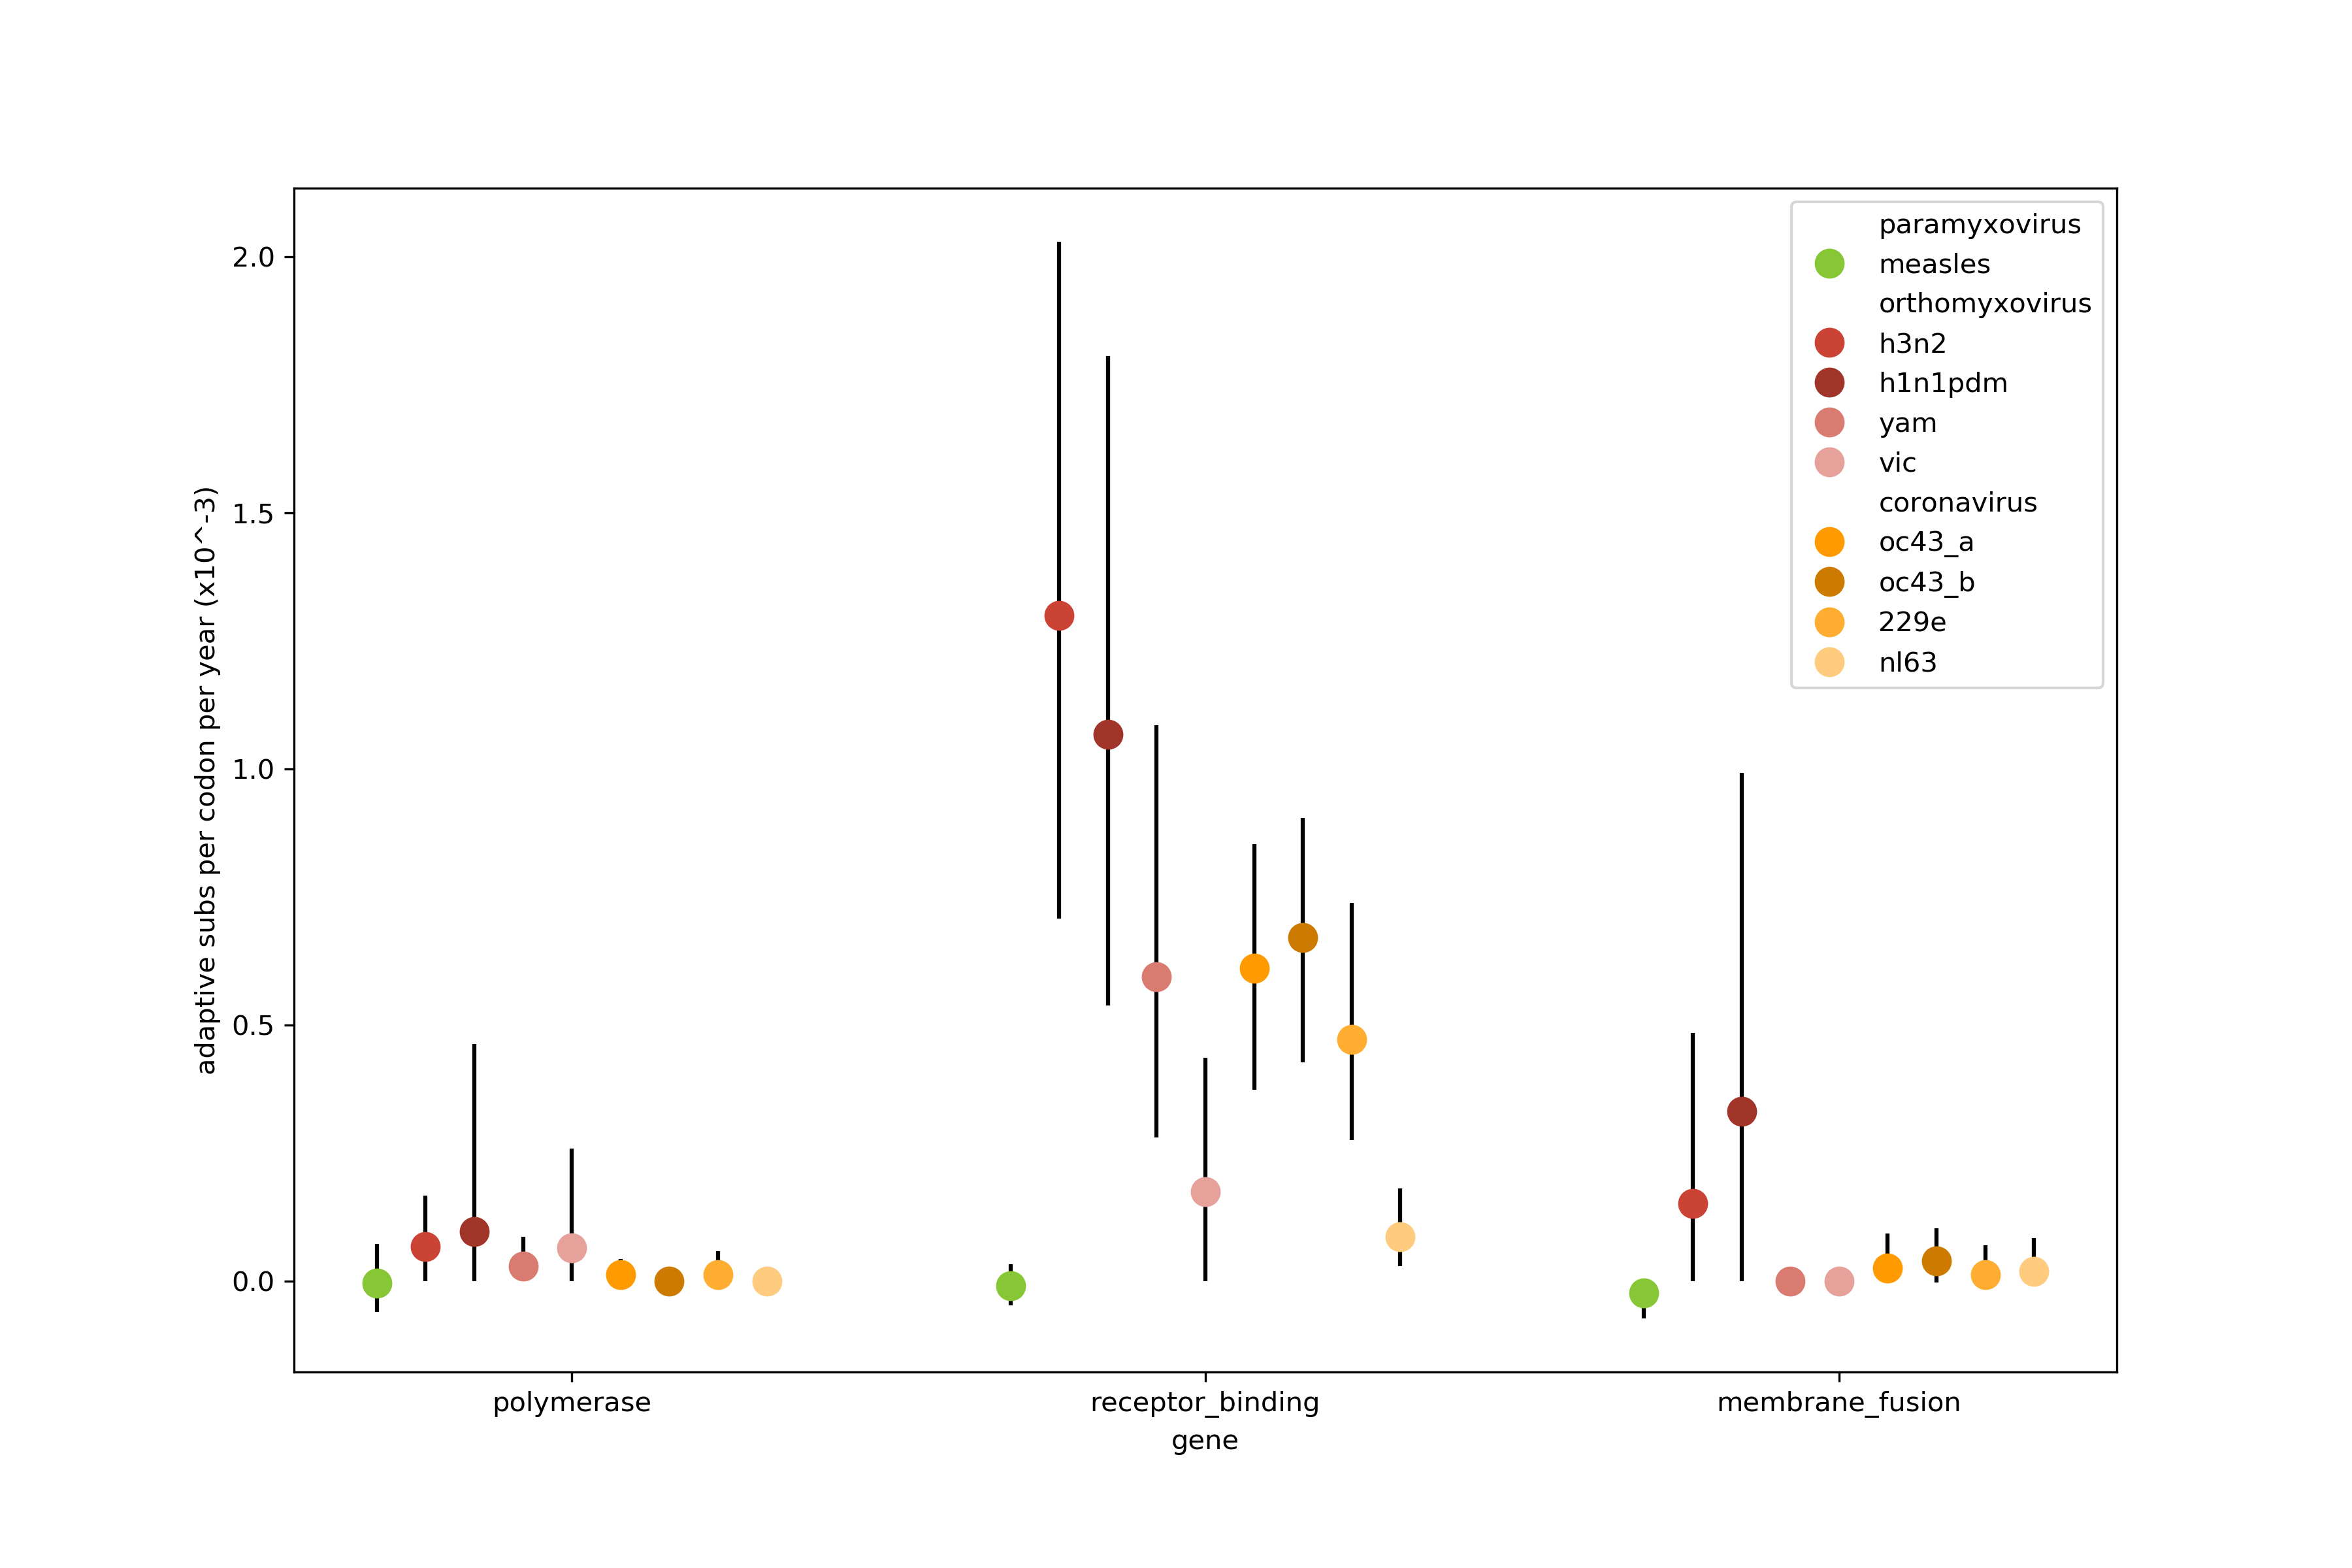 adaptive subs per codon per year (x10^-3)
2.0
1.5
1.0
0.5
0.0
polymerase
receptor_binding
membrane_fusion
gene
paramyxovirus
measles
orthomyxovirus
h3n2
h1n1pdm
yam
vic
coronavirus
oc43_a
oc43_b
229e
nl63